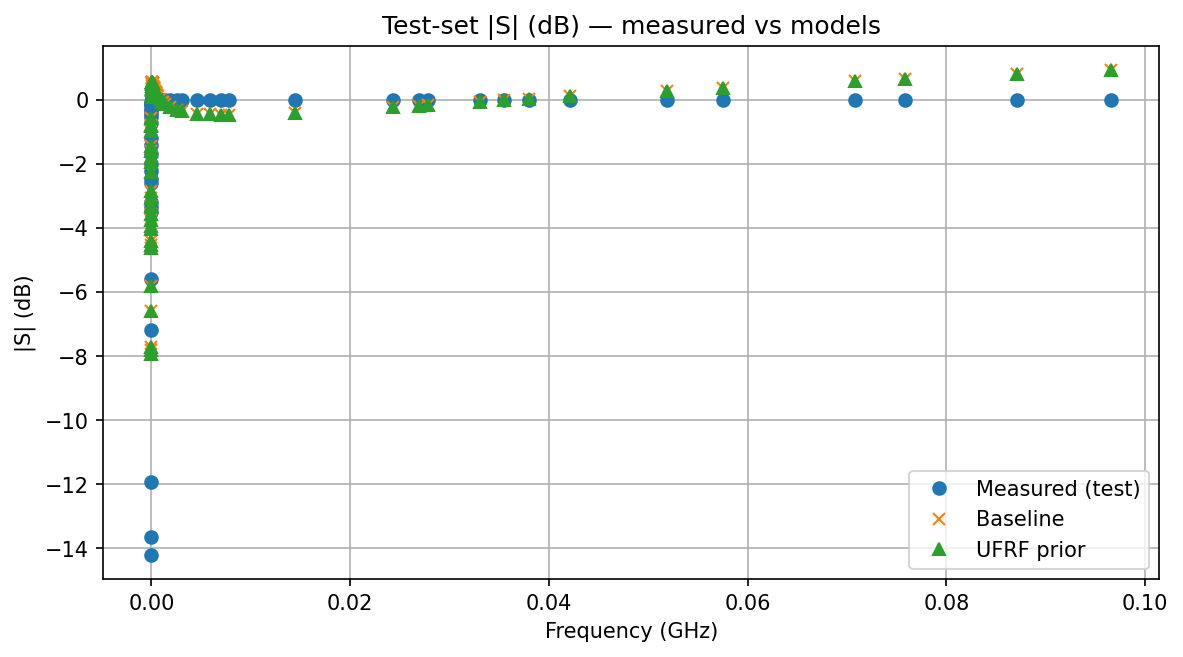 Test-set |S| (dB) — measured vs models
|S| (dB)
0
−2
−4
−6
−8
−10
−12
−14
0.00
0.02
0.04
0.06
0.08
0.10
Frequency (GHz)
Measured (test)
Baseline
UFRF prior